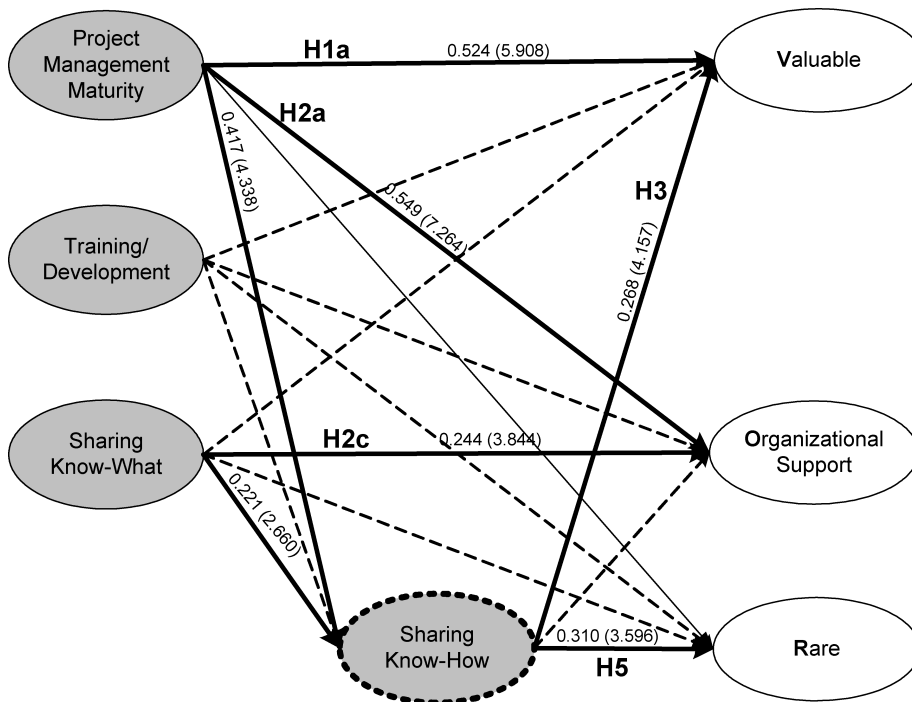 Project
Management
Maturity
H1a
0.524 (5.908)
Valuable
H2a
0.417 (4.338)
0.549 (7.264)
H3
0.268 (4.157)
Training/
Development
Sharing
Know-What
H2c
0.244 (3.844)
Organizational
Support
0.221 (2.660)
Sharing
Know-How
0.310 (3.596)
H5
Rare